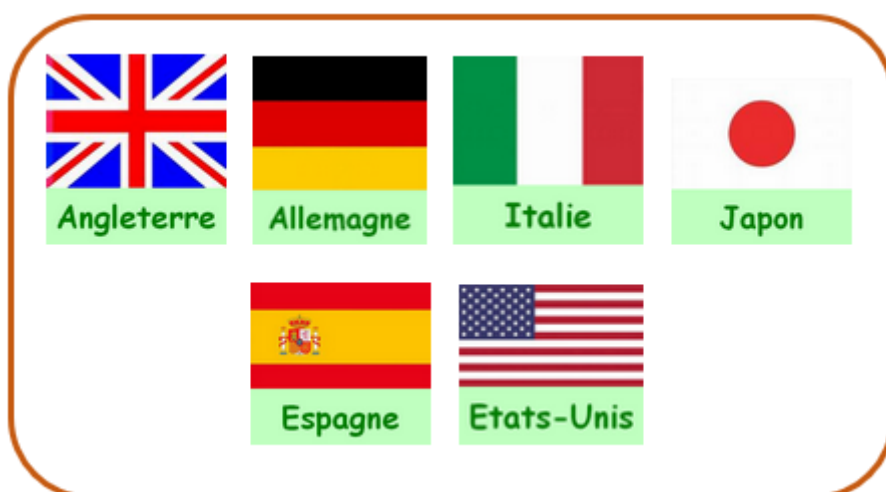 Angleterre
Allemagne
Italie
Japon
Espagne
Etats-Unis